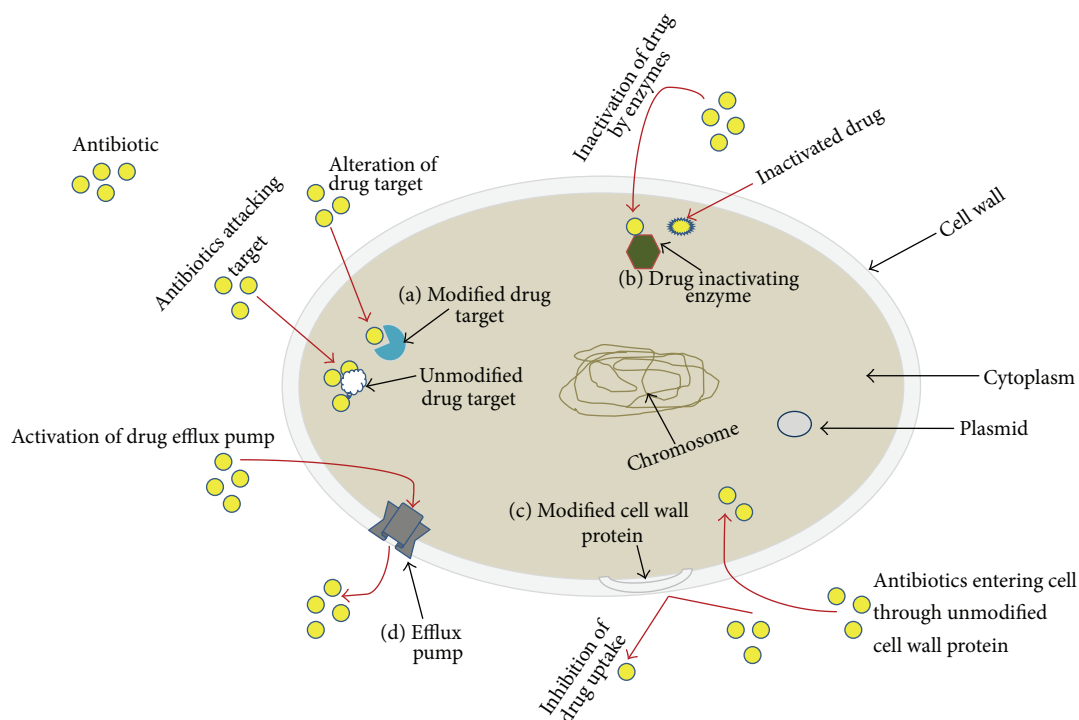 Antibiotic
Alteration of
drug target
Antibiotics attacking
target
Inactivation of drug
by enzymes
Inactivated drug
Cell wall
(a) Modified drug
target
(b) Drug inactivating
enzyme
Unmodified
drug target
Cytoplasm
Plasmid
Chromosome
Activation of drug efflux pump
(c) Modified cell wall
protein
(d) Efflux
pump
Inhibition of
drug uptake
Antibiotics entering cell
through unmodified
cell wall protein